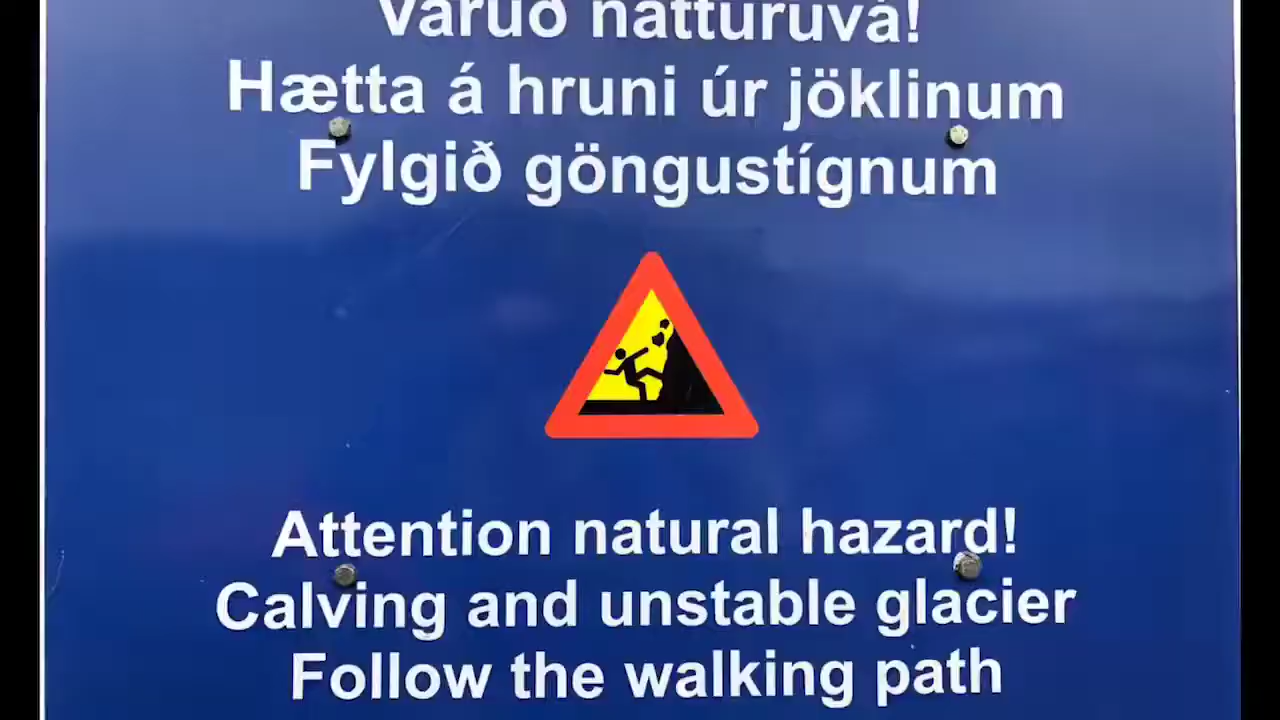 Varúð náttúruvá!
Hætta á hruni úr jöklinum
Fylgið göngustígnum
Attention natural hazard!
Calving and unstable glacier
Follow the walking path